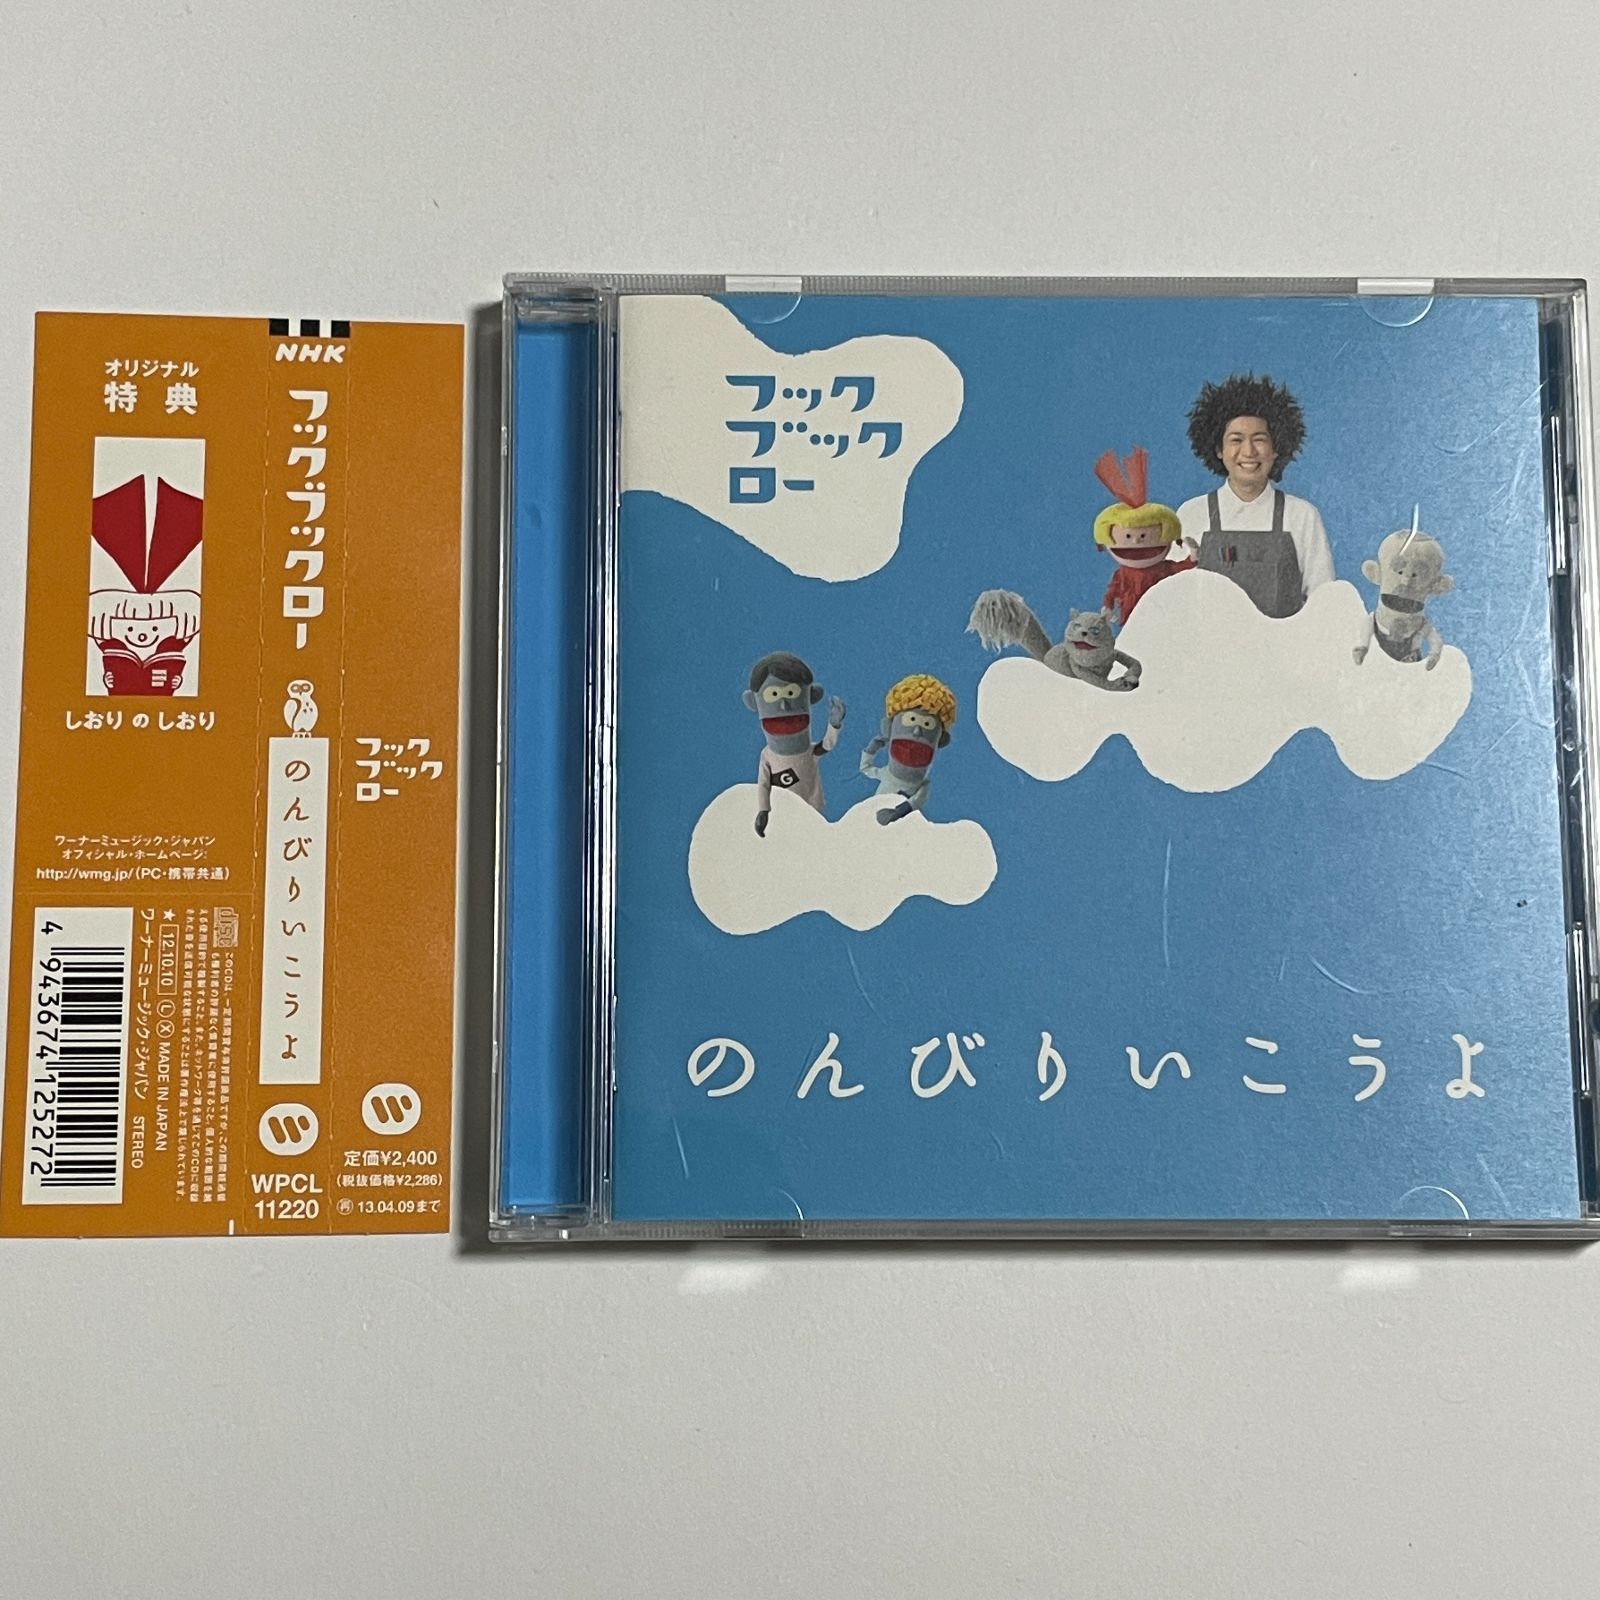 オリジナル
特典
しおり の しおり
ワーナーミュージック・ジャパン
オフィシャル・ホームページ:
http://wmg.jp/(PC・携帯共通)
4 943674 125272
★ 12.10.10 Ⓛ Ⓧ MADE IN JAPAN
ワーナーミュージック・ジャパン STEREO
NHK
フックブックロー
のんびりいこうよ
WPCL
11220
フック
ブック
ロー
定価¥2,400
(税抜価格¥2,286)
再 13.04.09まで
フック
ブック
ロー
G
のんびりいこうよ